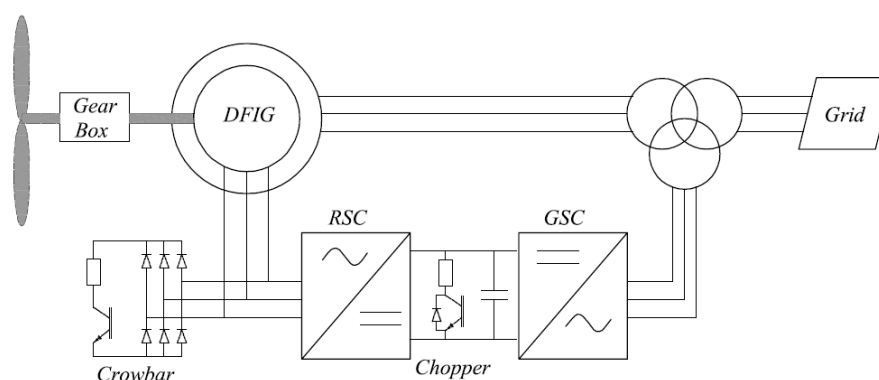 Gear
Box
DFIG
Grid
RSC
GSC
Chopper
Crowbar